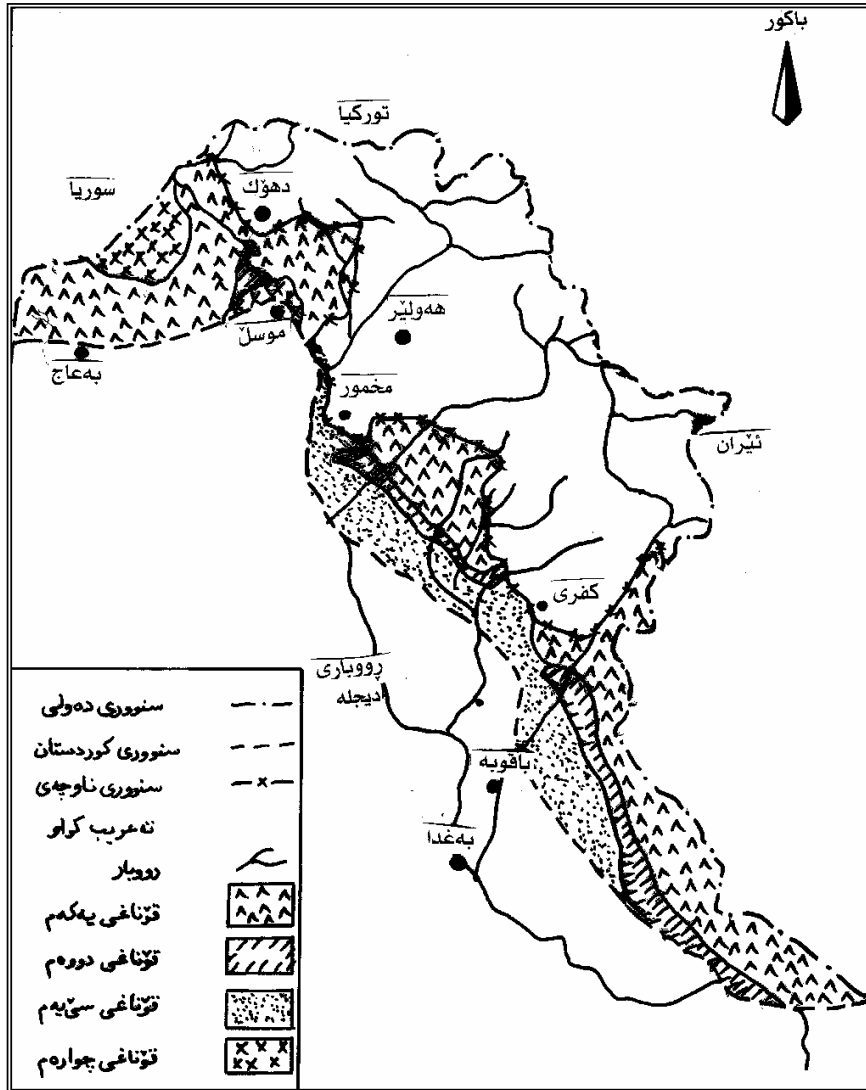 باکور
تورکیا
سوریا
دهۆك
هەولێر
موسڵ
بەعاج
مخمور
ئێران
کفری
ڕووباری
دیجلە
باقوبە
بەغدا
سنووری دەولی
سنووری کوردستان
سنووری ناوچەی
تەعریب کراو
رووبار
قۆناغی یەکەم
قۆناغی دووەم
قۆناغی سێیەم
قۆناغی چوارەم